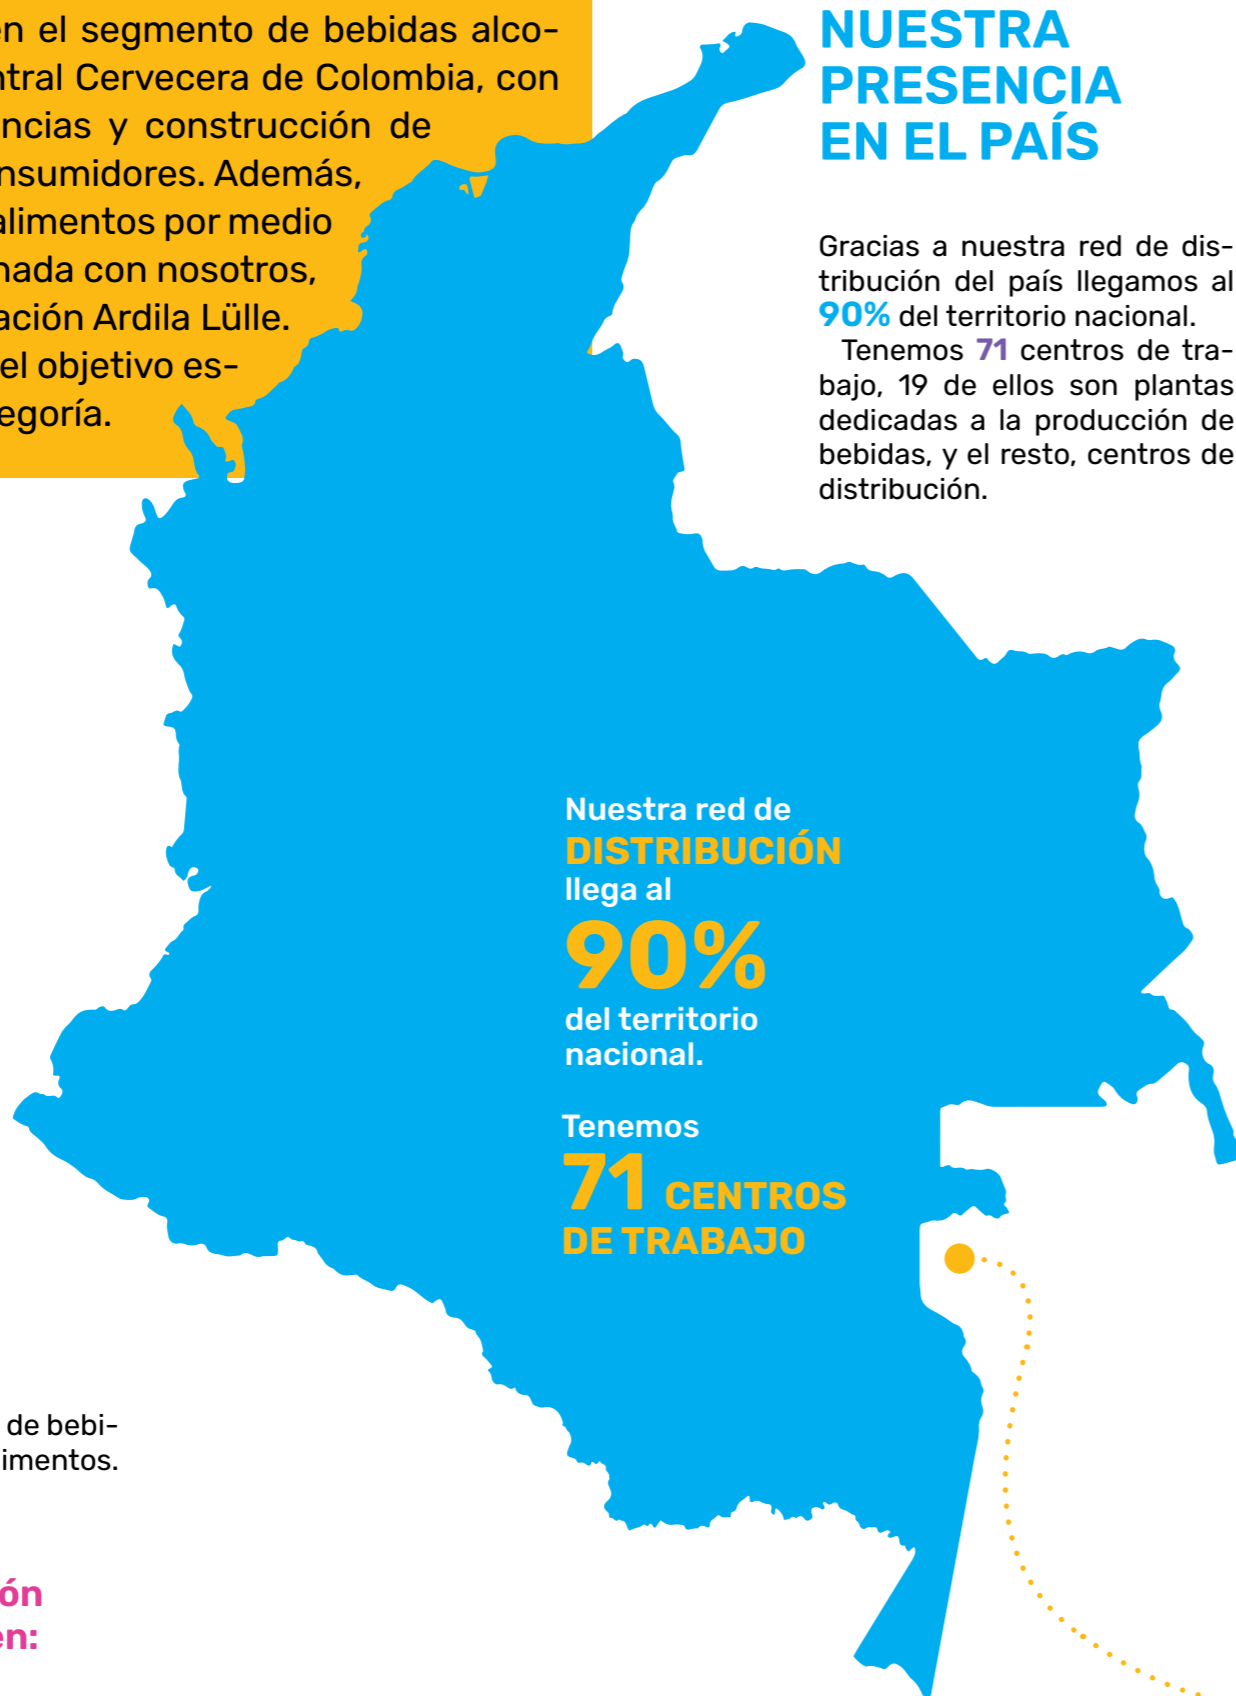 en el segmento de bebidas alco-
ntral Cervecera de Colombia, con
ncias y construcción de
nsumidores. Además,
alimentos por medio
nada con nosotros,
ación Ardila Lülle.
el objetivo es-
egoría.
NUESTRA
PRESENCIA
EN EL PAÍS
Gracias a nuestra red de dis-
tribución del país llegamos al
90% del territorio nacional.
Tenemos 71 centros de tra-
bajo, 19 de ellos son plantas
dedicadas a la producción de
bebidas, y el resto, centros de
distribución.
Nuestra red de
DISTRIBUCIÓN
llega al
90%
del territorio
nacional.
Tenemos
71 CENTROS
DE TRABAJO
de bebi-
imentos.
ón
en: